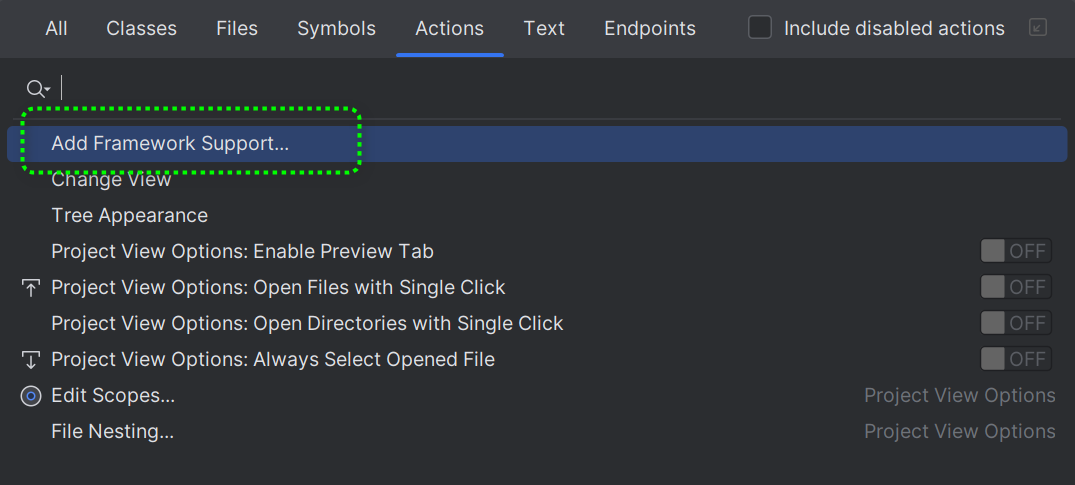 All Classes Files Symbols Actions Text Endpoints Include disabled actions
Add Framework Support...
Change View
Tree Appearance
Project View Options: Enable Preview Tab OFF
Project View Options: Open Files with Single Click OFF
Project View Options: Open Directories with Single Click OFF
Project View Options: Always Select Opened File OFF
Edit Scopes... Project View Options
File Nesting... Project View Options